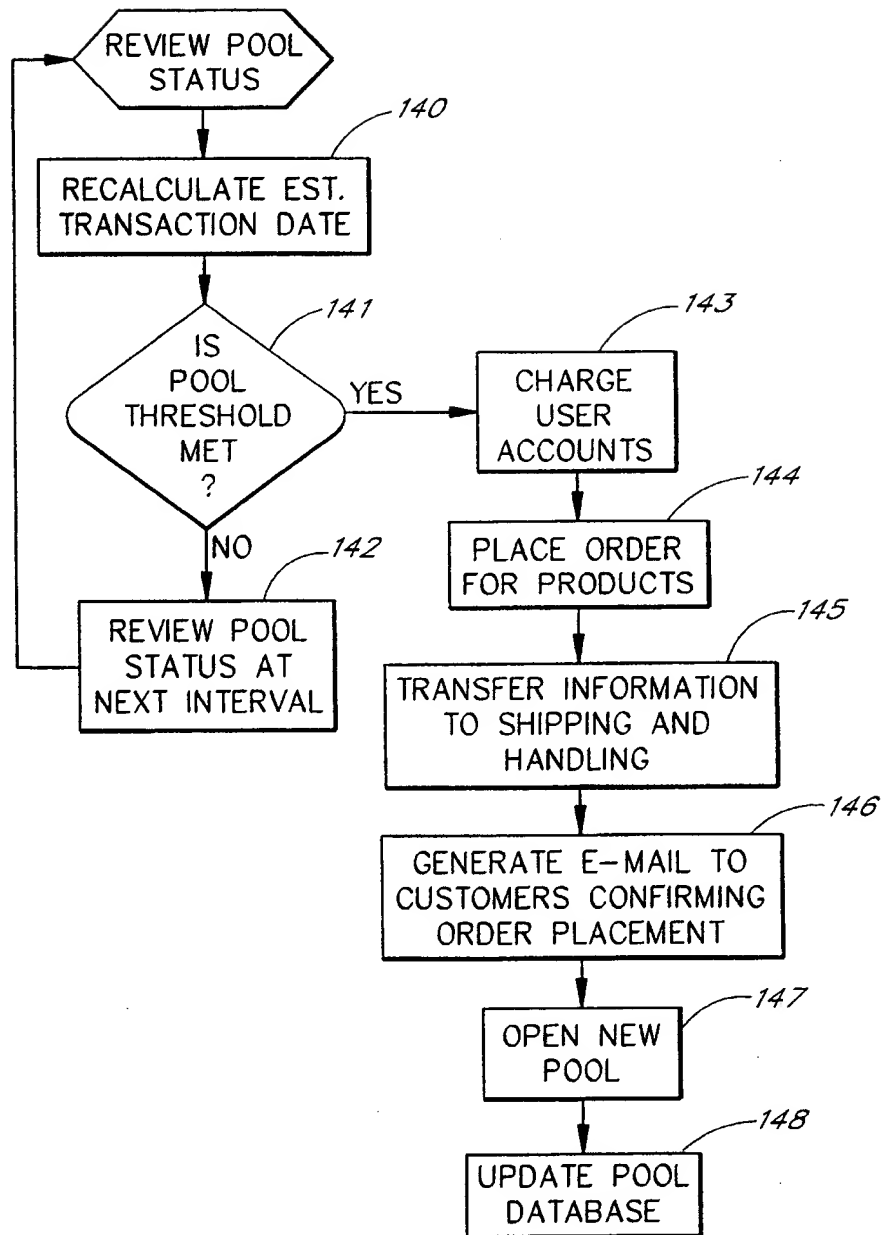 REVIEW POOL
STATUS
140
RECALCULATE EST.
TRANSACTION DATE
141
IS
POOL
THRESHOLD
MET
?
YES
NO
142
REVIEW POOL
STATUS AT
NEXT INTERVAL
143
CHARGE
USER
ACCOUNTS
144
PLACE ORDER
FOR PRODUCTS
145
TRANSFER INFORMATION
TO SHIPPING AND
HANDLING
146
GENERATE E-MAIL TO
CUSTOMERS CONFIRMING
ORDER PLACEMENT
147
OPEN NEW
POOL
148
UPDATE POOL
DATABASE